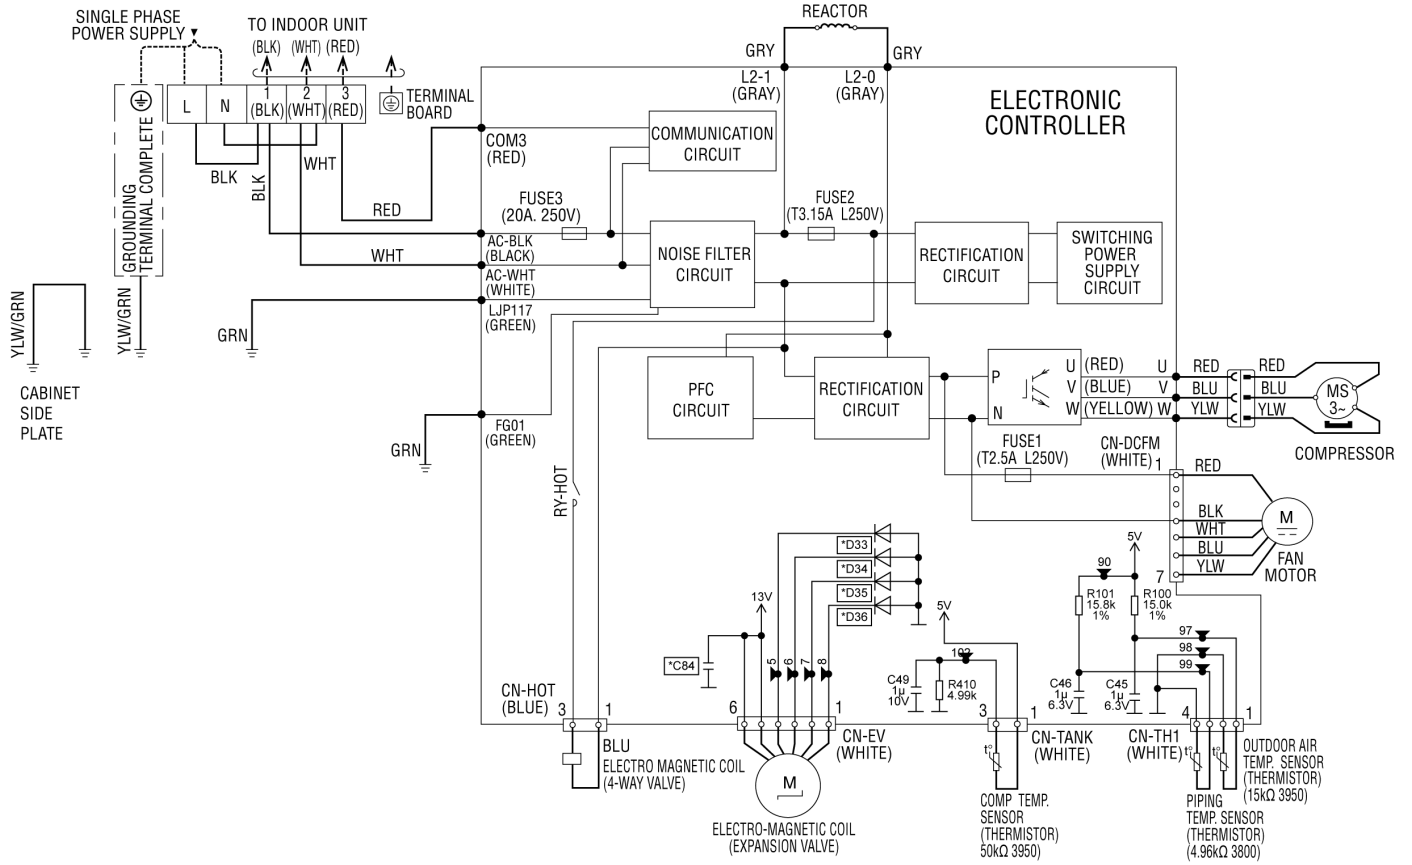 SINGLE PHASE
POWER SUPPLY
TO INDOOR UNIT
(BLK) (WHT) (RED)
L N 1 2 3
(BLK) (WHT) (RED)
TERMINAL
BOARD
GROUNDING
TERMINAL COMPLETE
BLK
BLK
WHT
RED
WHT
YLW/GRN
YLW/GRN
CABINET
SIDE
PLATE
GRN
GRN
REACTOR
GRY
GRY
L2-1
(GRAY)
L2-0
(GRAY)
ELECTRONIC
CONTROLLER
COM3
(RED)
COMMUNICATION
CIRCUIT
FUSE3
(20A. 250V)
FUSE2
(T3.15A L250V)
AC-BLK
(BLACK)
AC-WHT
(WHITE)
LJP117
(GREEN)
NOISE FILTER
CIRCUIT
RECTIFICATION
CIRCUIT
SWITCHING
POWER
SUPPLY
CIRCUIT
FG01
(GREEN)
PFC
CIRCUIT
RECTIFICATION
CIRCUIT
P
N
U (RED) U RED RED
V (BLUE) V BLU BLU
W (YELLOW) W YLW YLW
MS
3~
COMPRESSOR
FUSE1
(T2.5A L250V)
CN-DCFM
(WHITE)
1
RED
BLK
WHT
BLU
YLW
7
M
FAN
MOTOR
RY-HOT
*D33
*D34
*D35
*D36
13V
*C84
5 6 7 8
5V
102
C49
1µ
10V
R410
4.99k
5V
90
R101
15.8k
1%
R100
15.0k
1%
97
98
99
C46
1µ
6.3V
C45
1µ
6.3V
CN-HOT
(BLUE)
3 1
BLU
ELECTRO MAGNETIC COIL
(4-WAY VALVE)
6 1
CN-EV
(WHITE)
M
ELECTRO-MAGNETIC COIL
(EXPANSION VALVE)
3 1
CN-TANK
(WHITE)
t°
COMP TEMP.
SENSOR
(THERMISTOR)
50kΩ 3950)
CN-TH1
(WHITE)
4 1
t° t°
OUTDOOR AIR
TEMP. SENSOR
(THERMISTOR)
(15kΩ 3950)
PIPING
TEMP. SENSOR
(THERMISTOR)
(4.96kΩ 3800)